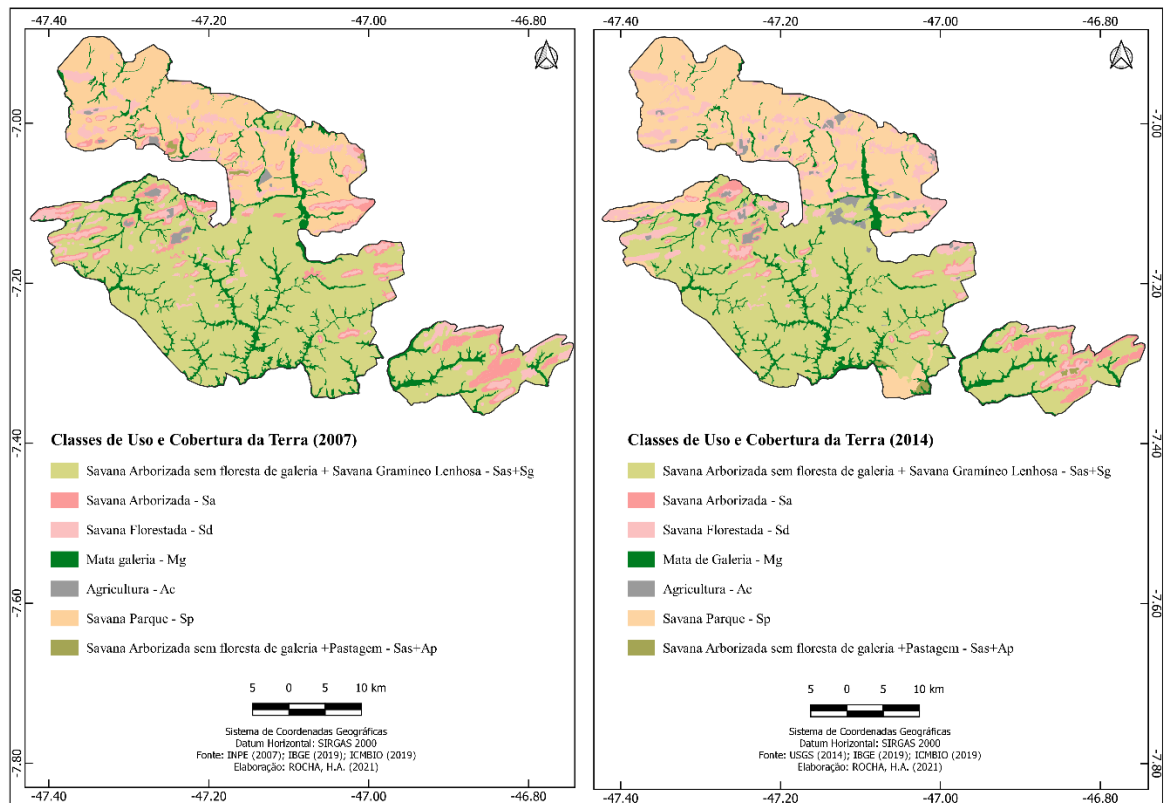 -47.40 -47.20 -47.00 -46.80
-7.00
-7.20
-7.40
-7.60
-7.80
Classes de Uso e Cobertura da Terra (2007)
Savana Arborizada sem floresta de galeria + Savana Gramíneo Lenhosa - Sas+Sg
Savana Arborizada - Sa
Savana Florestada - Sd
Mata galeria - Mg
Agricultura - Ac
Savana Parque - Sp
Savana Arborizada sem floresta de galeria +Pastagem - Sas+Ap
5 0 5 10 km
Sistema de Coordenadas Geográficas
Datum Horizontal: SIRGAS 2000
Fonte: INPE (2007); IBGE (2019); ICMBIO (2019)
Elaboração: ROCHA, H.A. (2021)
-47.40 -47.20 -47.00 -46.80
-47.40 -47.20 -47.00 -46.80
-7.00
-7.20
-7.40
-7.60
-7.80
Classes de Uso e Cobertura da Terra (2014)
Savana Arborizada sem floresta de galeria + Savana Gramíneo Lenhosa - Sas+Sg
Savana Arborizada - Sa
Savana Florestada - Sd
Mata de Galeria - Mg
Agricultura - Ac
Savana Parque - Sp
Savana Arborizada sem floresta de galeria +Pastagem - Sas+Ap
5 0 5 10 km
Sistema de Coordenadas Geográficas
Datum Horizontal: SIRGAS 2000
Fonte: USGS (2014); IBGE (2019); ICMBIO (2019)
Elaboração: ROCHA, H.A. (2021)
-47.40 -47.20 -47.00 -46.80